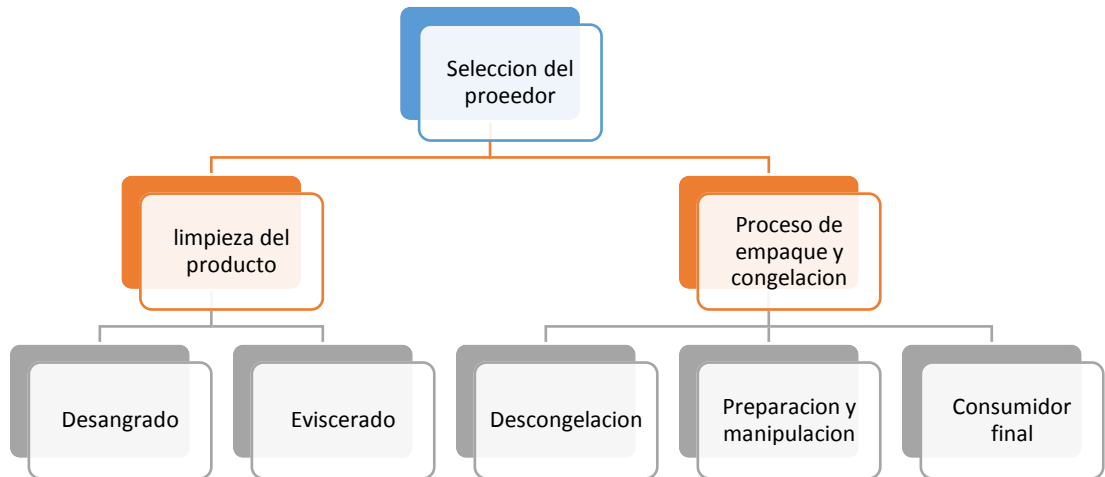 Seleccion del
proeedor
limpieza del
producto
Proceso de
empaque y
congelacion
Desangrado
Eviscerado
Descongelacion
Preparacion y
manipulacion
Consumidor
final